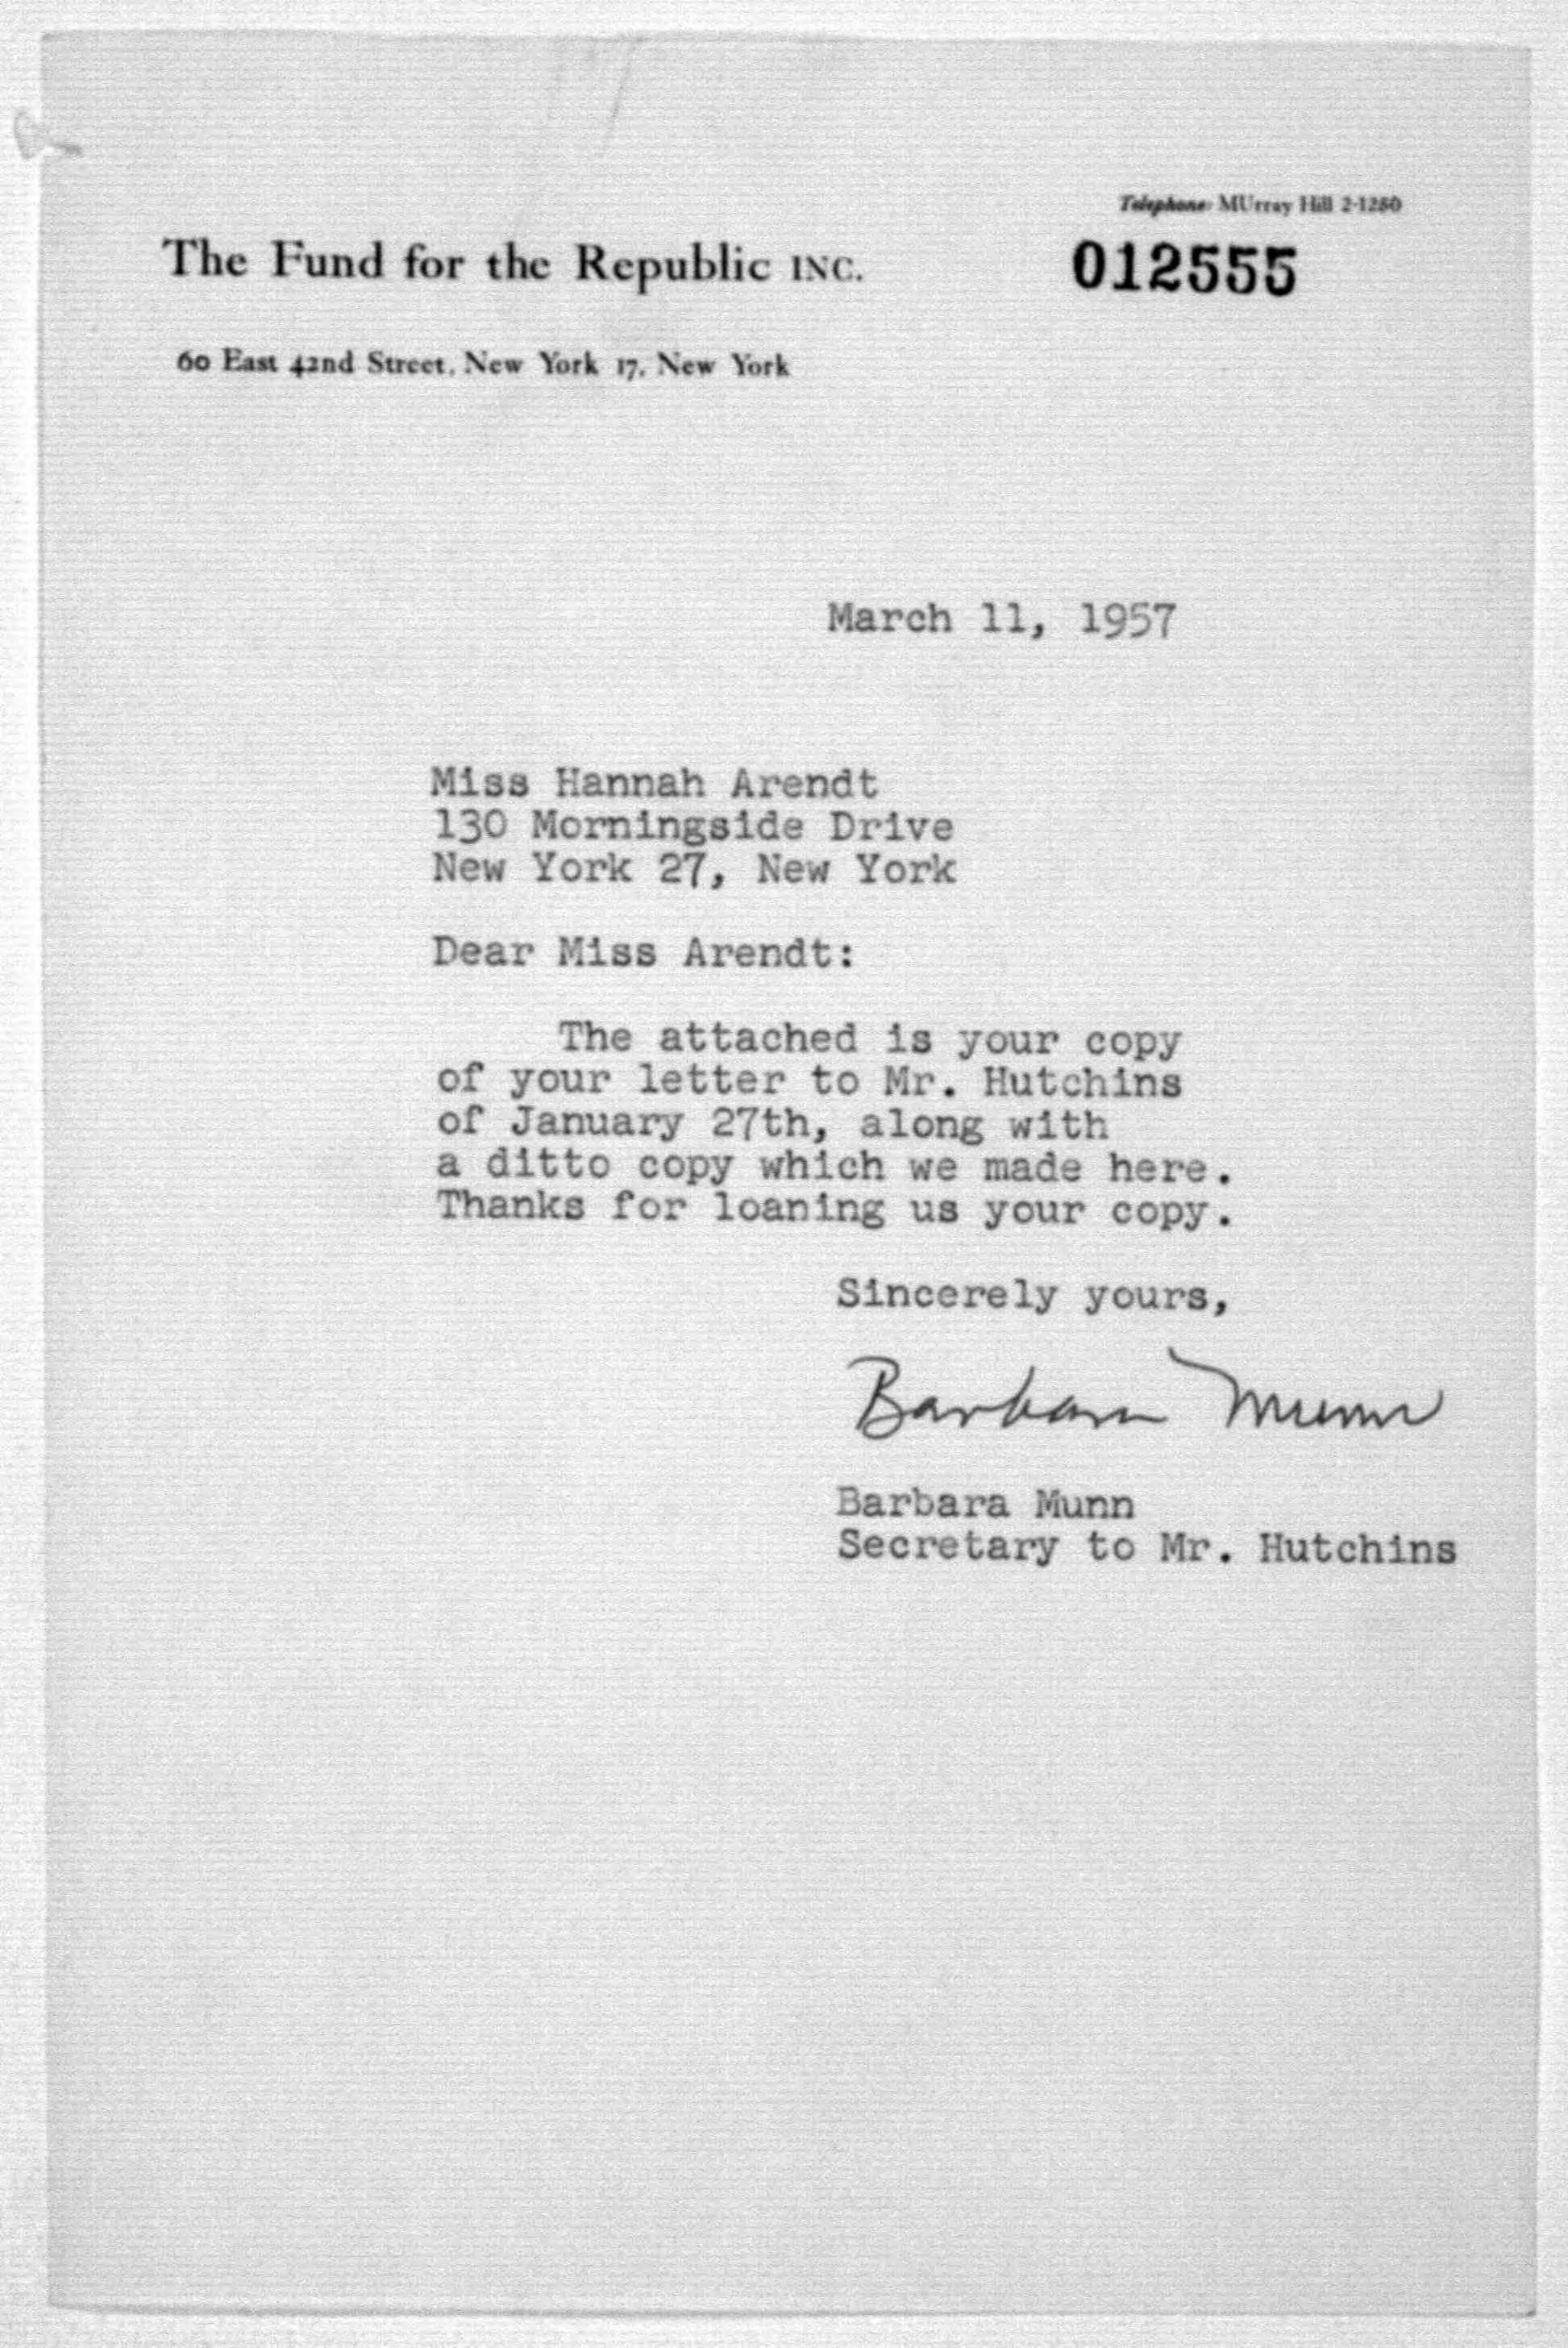 Telephone: MUrray Hill 2-1250
The Fund for the Republic INC.
012555
60 East 42nd Street, New York 17, New York
March 11, 1957
Miss Hannah Arendt
130 Morningside Drive
New York 27, New York
Dear Miss Arendt:
The attached is your copy
of your letter to Mr. Hutchins
of January 27th, along with
a ditto copy which we made here.
Thanks for loaning us your copy.
Sincerely yours,
Barbara Munn
Barbara Munn
Secretary to Mr. Hutchins